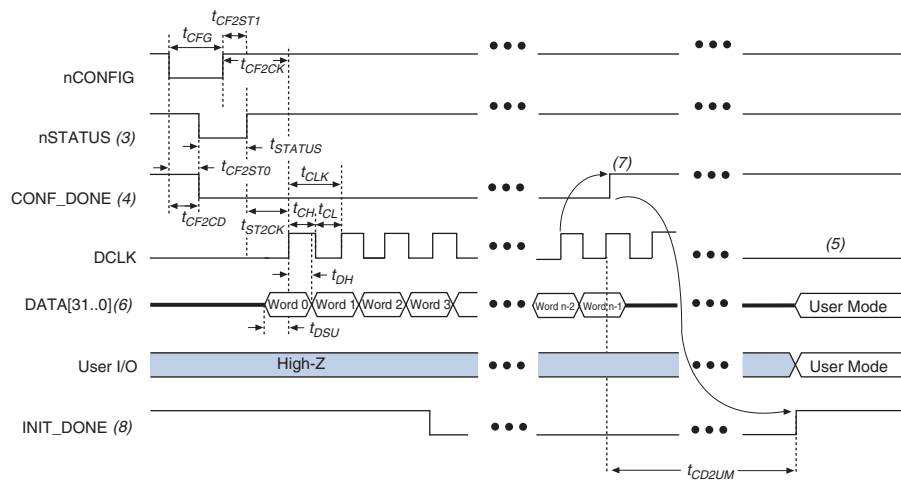 tCF2ST1
tCFG
tCF2CK
nCONFIG
nSTATUS (3)
tSTATUS
tCF2ST0
tCLK
(7)
CONF_DONE (4)
tCF2CD
tST2CK
tCH tCL
DCLK
(5)
tDH
DATA[31..0](6)
Word 0 Word 1 Word 2 Word 3
Word n-2 Word n-1
User Mode
tDSU
User I/O
High-Z
User Mode
INIT_DONE (8)
tCD2UM